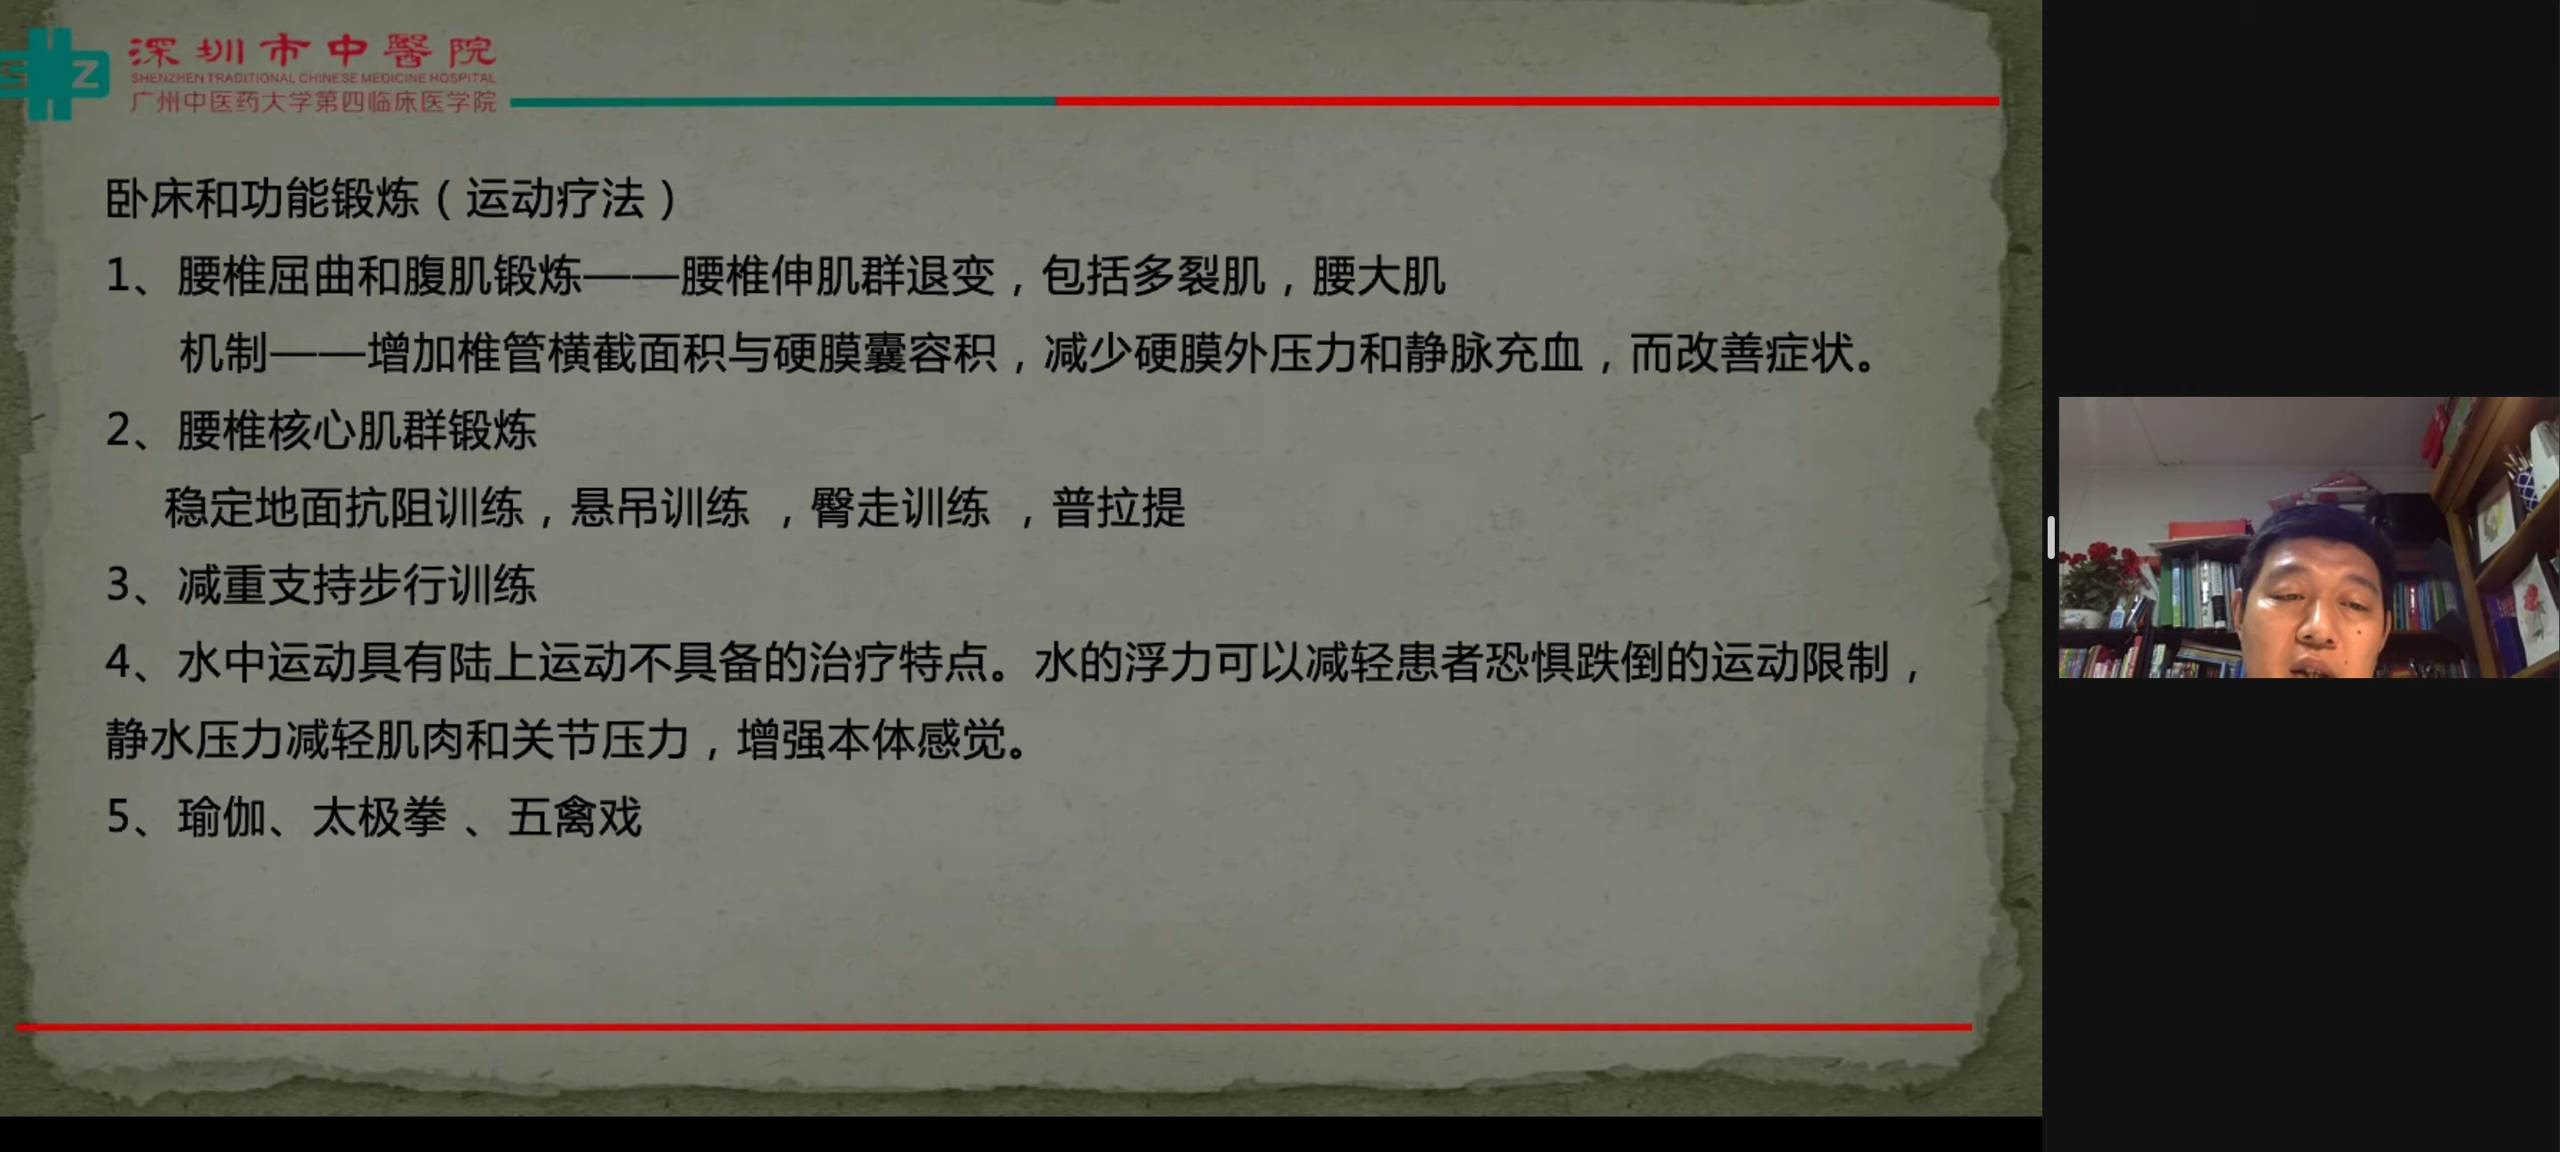 SZ
深圳市中醫院
SHENZHEN TRADITIONAL CHINESE MEDICINE HOSPITAL
广州中医药大学第四临床医学院
卧床和功能锻炼（运动疗法）
1、腰椎屈曲和腹肌锻炼——腰椎伸肌群退变，包括多裂肌，腰大肌
机制——增加椎管横截面积与硬膜囊容积，减少硬膜外压力和静脉充血，而改善症状。
2、腰椎核心肌群锻炼
稳定地面抗阻训练，悬吊训练 ，臀走训练 ，普拉提
3、减重支持步行训练
4、水中运动具有陆上运动不具备的治疗特点。水的浮力可以减轻患者恐惧跌倒的运动限制，
静水压力减轻肌肉和关节压力，增强本体感觉。
5、瑜伽、太极拳 、五禽戏